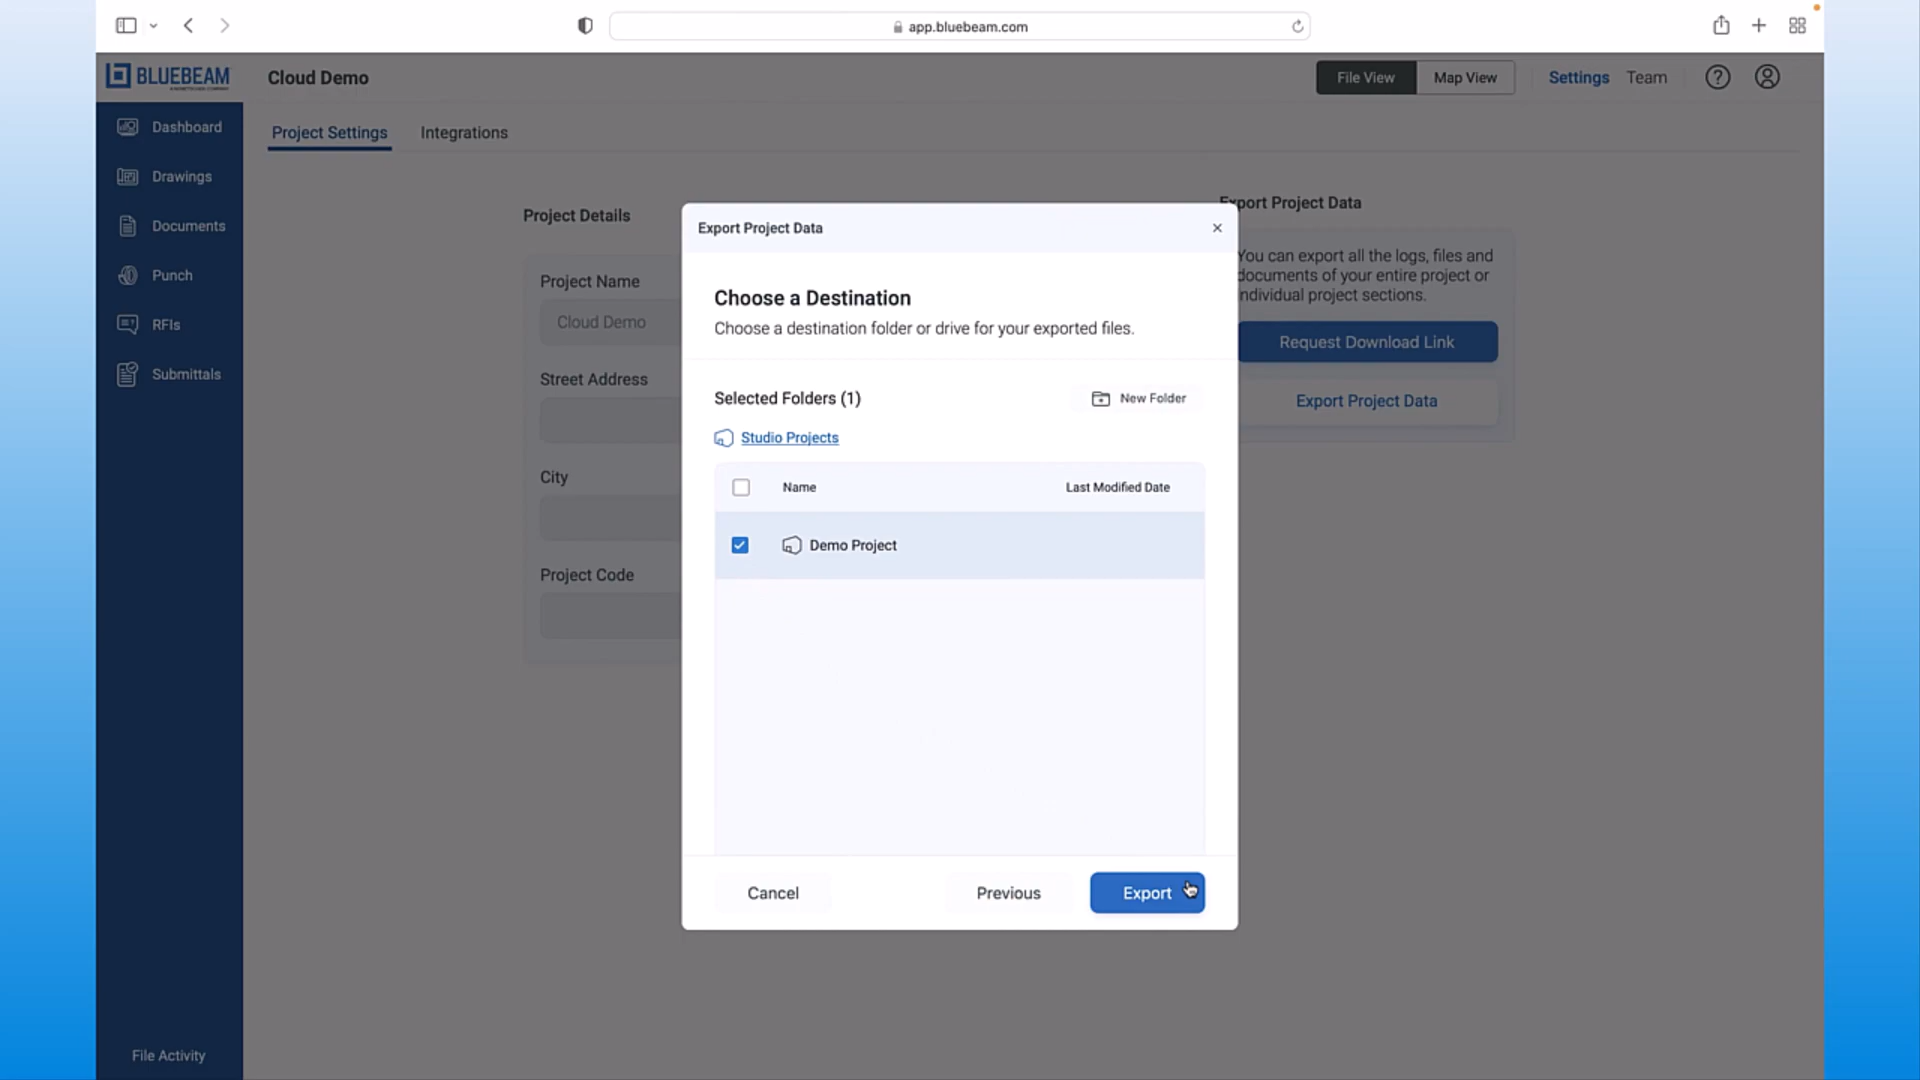 app.bluebeam.com
BLUEBEAM
Cloud Demo
File View
Map View
Settings
Team
Dashboard
Drawings
Documents
Punch
RFIs
Submittals
File Activity
Project Settings
Integrations
Project Details
Project Name
Cloud Demo
Street Address
City
Project Code
Export Project Data
Choose a Destination
Choose a destination folder or drive for your exported files.
Selected Folders (1)
New Folder
Studio Projects
Name
Last Modified Date
Demo Project
Cancel
Previous
Export
Export Project Data
You can export all the logs, files and
documents of your entire project or
individual project sections.
Request Download Link
Export Project Data